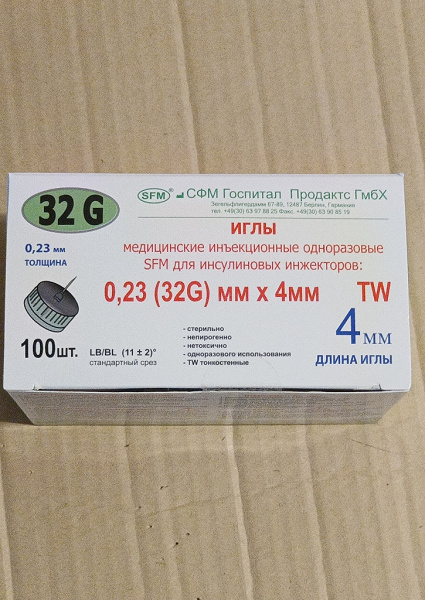 32 G
SFM ® СФМ Госпитал Продактс ГмбХ
Зегельфлигердамм 67-89, 12487 Берлин, Германия
тел. +49(30) 63 97 88 25 Факс. +49(30) 63 90 85 19
ИГЛЫ
медицинские инъекционные одноразовые
SFM для инсулиновых инжекторов:
0,23 мм
ТОЛЩИНА
0,23 (32G) мм х 4мм TW
100шт.
LB/BL (11 ± 2)°
стандартный срез
- стерильно
- непирогенно
- нетоксично
- одноразового использования
- TW тонкостенные
4 мм
ДЛИНА ИГЛЫ